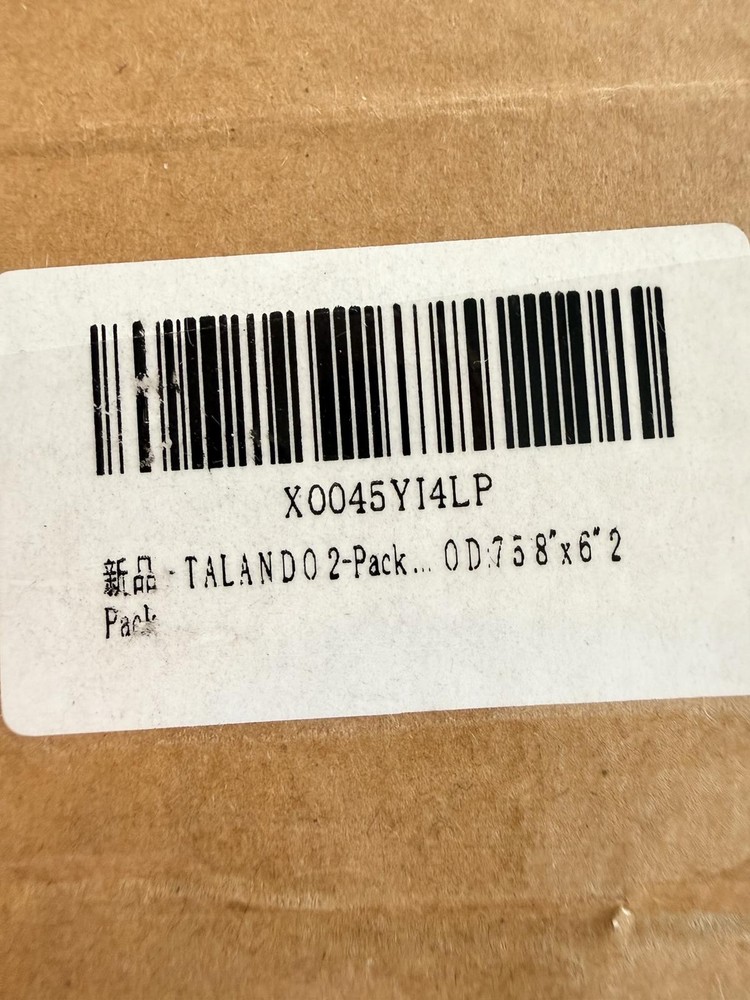 X0045YI4LP
新品 - TALANDO 2-Pack... OD:7 5 8"x6" 2
Pack